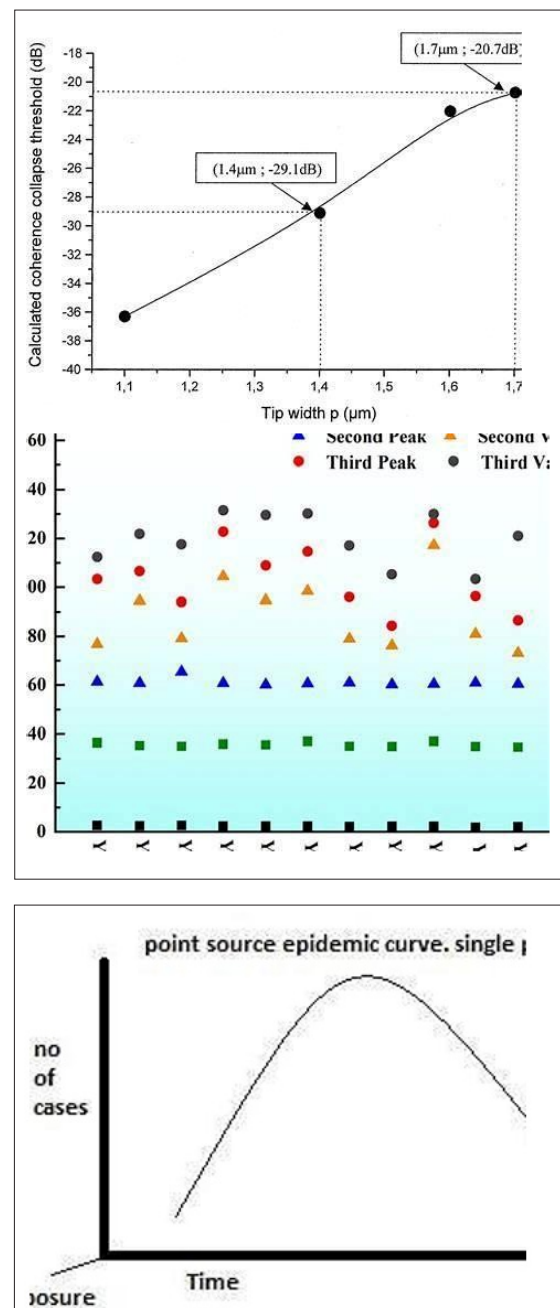 Calculated coherence collapse threshold (dB)
-18
-20
-22
-24
-26
-28
-30
-32
-34
-36
-38
-40
(1.7µm ; -20.7dB)
(1.4µm ; -29.1dB)
1,1
1,2
1,3
1,4
1,5
1,6
1,7
Tip width p (µm)
Second Peak
Second V
Third Peak
Third Va
60
40
20
00
80
60
40
20
0
Y Y Y Y Y Y Y Y Y Y Y
point source epidemic curve. single p
no
of
cases
Time
posure